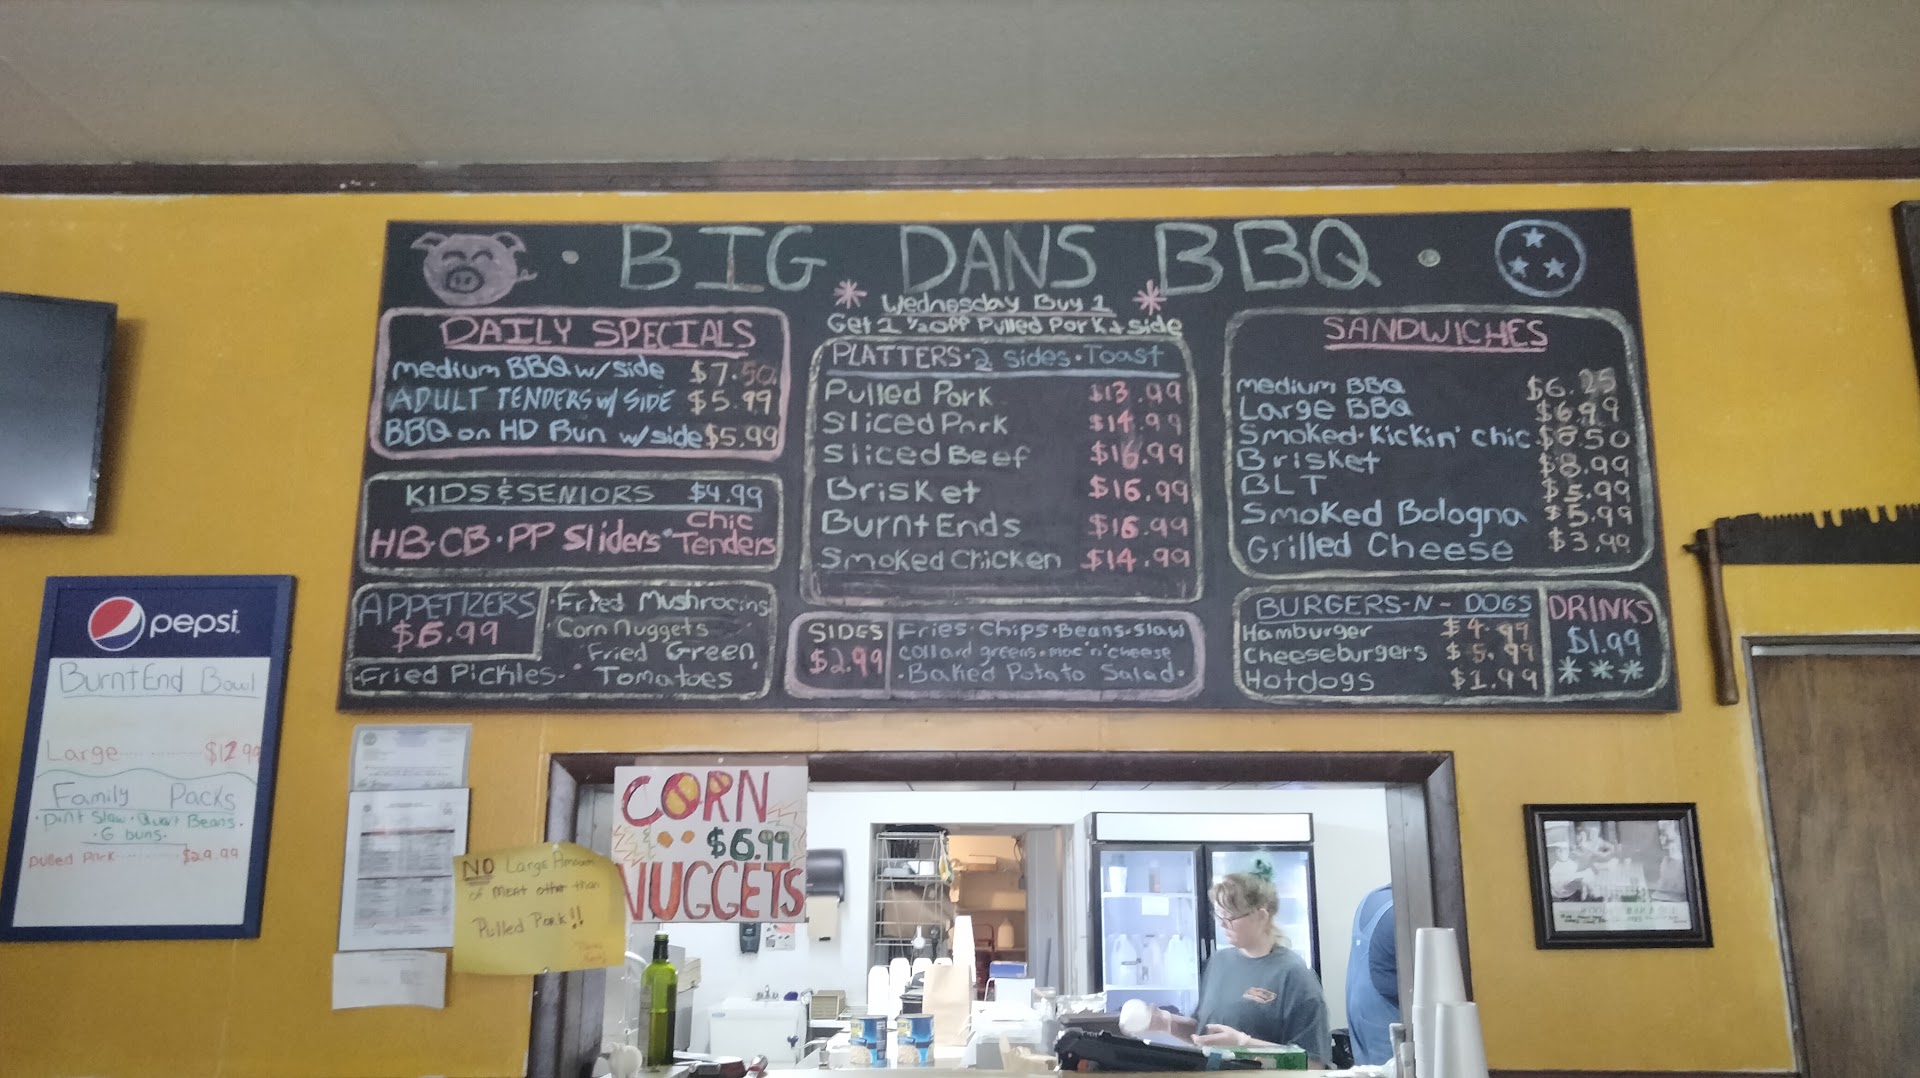 BIG DANS BBQ
Wednesday Buy 1
Get 1 ½ off Pulled Pork & side
DAILY SPECIALS
medium BBQ w/ side $7.50
ADULT TENDERS w/ SIDE $5.99
BBQ on HD Bun w/ side $5.99
KIDS & SENIORS $4.99
HB · CB · PP Sliders · Chic Tenders
APPETIZERS
$6.99
· Fried Mushrooms
· Corn Nuggets
· Fried Green Tomatoes
Fried Pickles ·
PLATTERS · 2 sides · Toast
Pulled Pork $13.99
Sliced Pork $14.99
Sliced Beef $16.99
Brisket $16.99
Burnt Ends $16.99
Smoked Chicken $14.99
SIDES
$2.99
Fries · Chips · Beans · Slaw
collard greens · mac'n'cheese
· Baked Potato Salad ·
SANDWICHES
medium BBQ $6.25
Large BBQ $6.99
Smoked Kickin' chic $6.50
Brisket $8.99
BLT $5.99
Smoked Bologna $5.99
Grilled Cheese $3.99
BURGERS-N-DOGS
Hamburger $4.99
Cheeseburgers $5.99
Hotdogs $1.99
DRINKS
$1.99
***
pepsi
Burnt End Bowl
Large $12.99
Family Packs
· pint Slaw · Quart Beans ·
· 6 buns ·
pulled pork $29.99
NO Large Amount
of meat other than
Pulled Pork!!
CORN
$6.99
NUGGETS